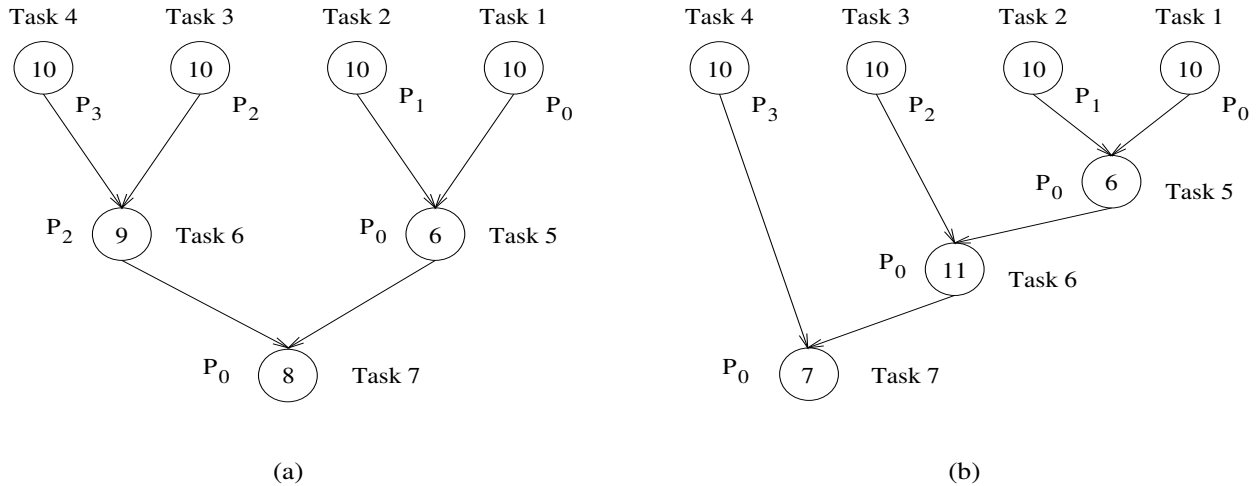 Task 4 Task 3 Task 2 Task 1 Task 4 Task 3 Task 2 Task 1
10 10 10 10 10 10 10 10
P3 P2 P1 P0 P3 P2 P1 P0
P0 6 Task 5
P2 9 Task 6 P0 6 Task 5
P0 11 Task 6
P0 8 Task 7 P0 7 Task 7
(a) (b)